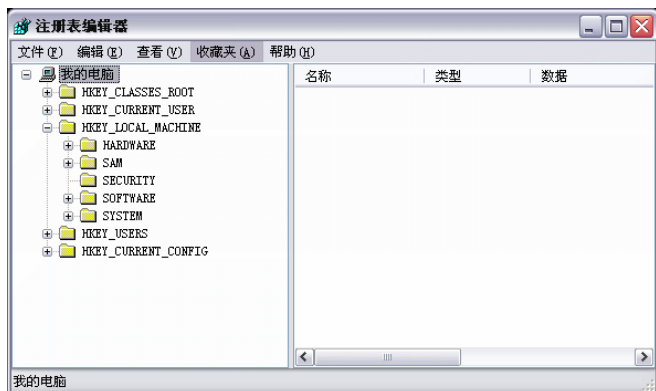 注册表编辑器
文件(F) 编辑(E) 查看(V) 收藏夹(A) 帮助(H)
我的电脑
HKEY_CLASSES_ROOT
HKEY_CURRENT_USER
HKEY_LOCAL_MACHINE
HARDWARE
SAM
SECURITY
SOFTWARE
SYSTEM
HKEY_USERS
HKEY_CURRENT_CONFIG
名称 类型 数据
我的电脑